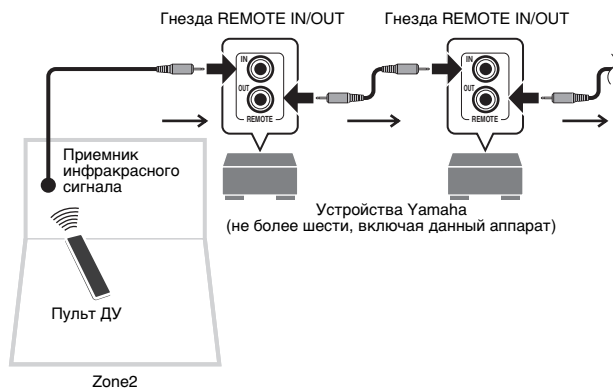 Гнезда REMOTE IN/OUT
Гнезда REMOTE IN/OUT
IN
OUT
REMOTE
IN
OUT
REMOTE
Приемник
инфракрасного
сигнала
Устройства Yamaha
(не более шести, включая данный аппарат)
Пульт ДУ
Zone2